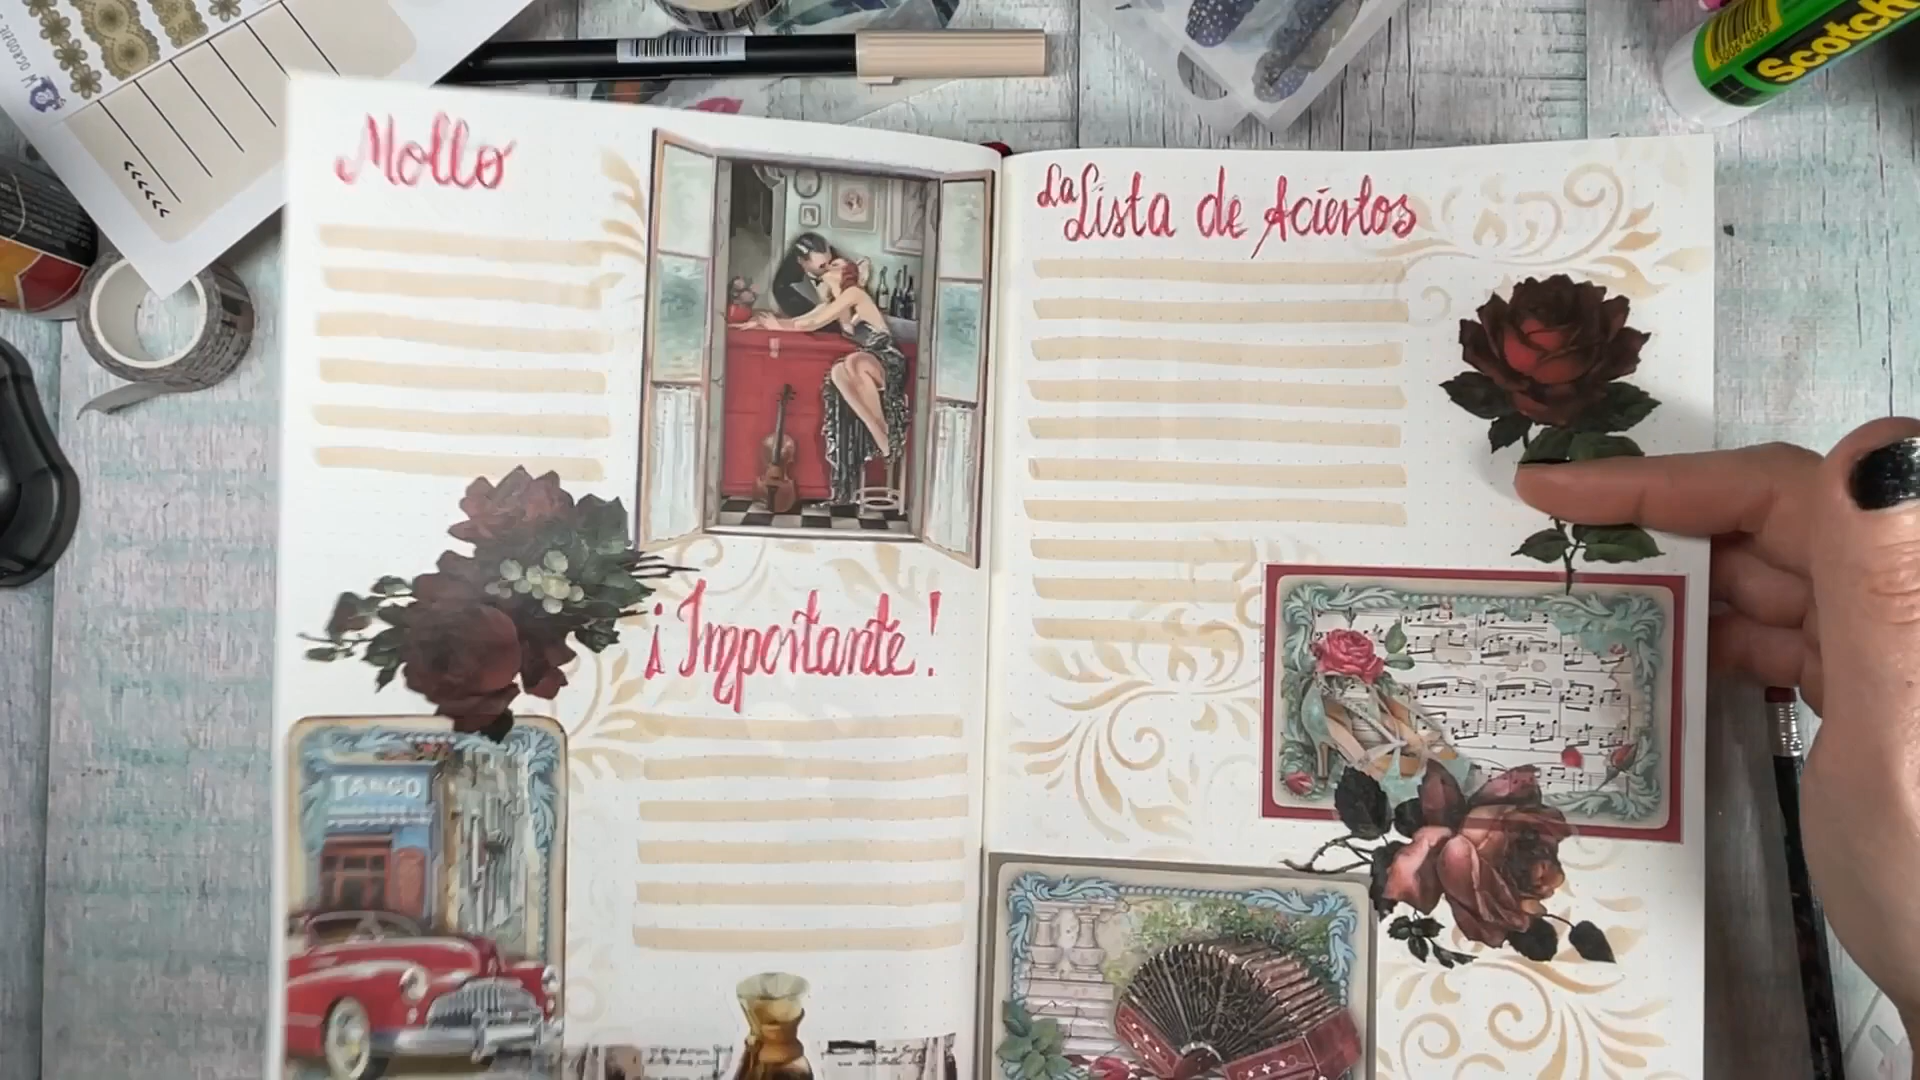 Mollo
La Lista de Aciertos
¡Importante!
TANGO
Scotch